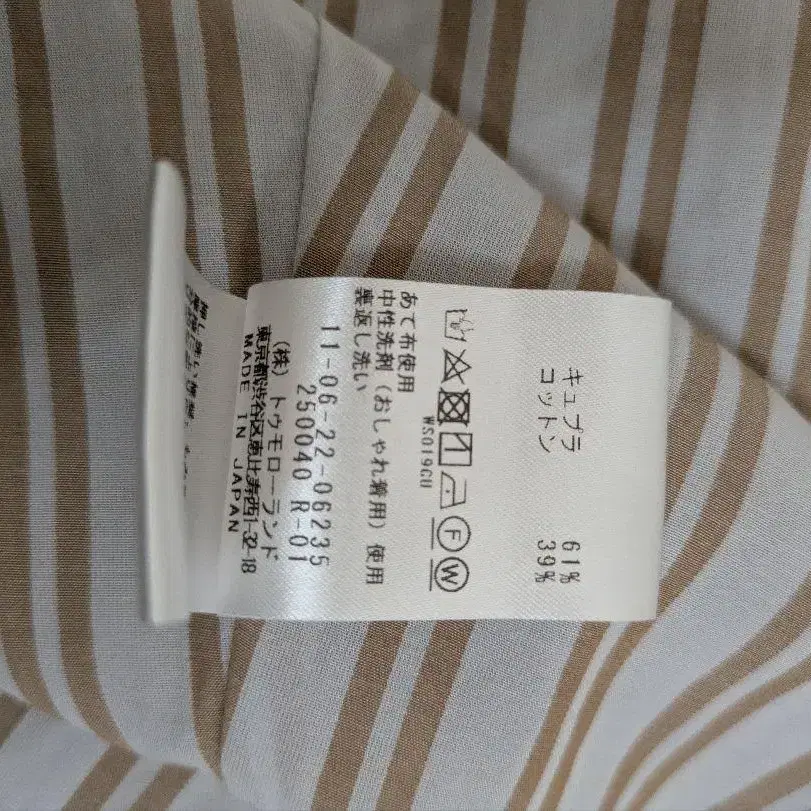 キュプラ 61%
コットン 39%
F W
WS019GU
あて布使用
中性洗剤(おしゃれ着用)使用
裏返し洗い
11-06-22-06235
250040 R-01
(株)トゥモローランド
東京都渋谷区恵比寿西1-32-18
MADE IN JAPAN